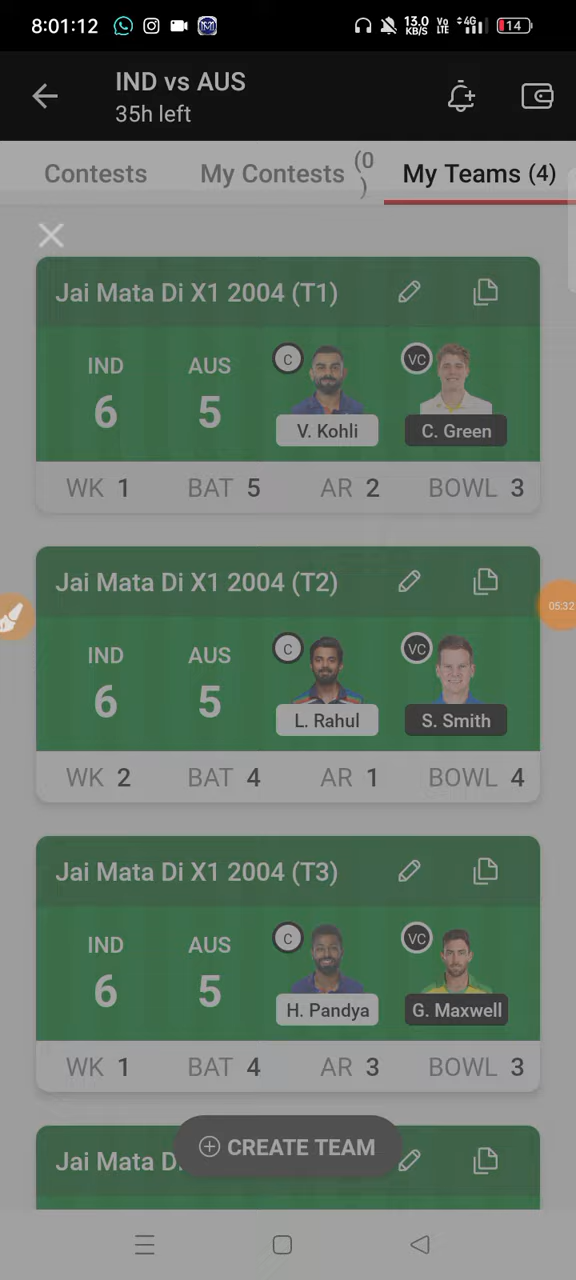 8:01:12 13.0 KB/S Vo LTE 4G 14
IND vs AUS
35h left
Contests My Contests (0) My Teams (4)
Jai Mata Di X1 2004 (T1)
IND AUS C VC
6 5
V. Kohli C. Green
WK 1 BAT 5 AR 2 BOWL 3
Jai Mata Di X1 2004 (T2)
05:32
IND AUS C VC
6 5
L. Rahul S. Smith
WK 2 BAT 4 AR 1 BOWL 4
Jai Mata Di X1 2004 (T3)
IND AUS C VC
6 5
H. Pandya G. Maxwell
WK 1 BAT 4 AR 3 BOWL 3
CREATE TEAM
Jai Mata D